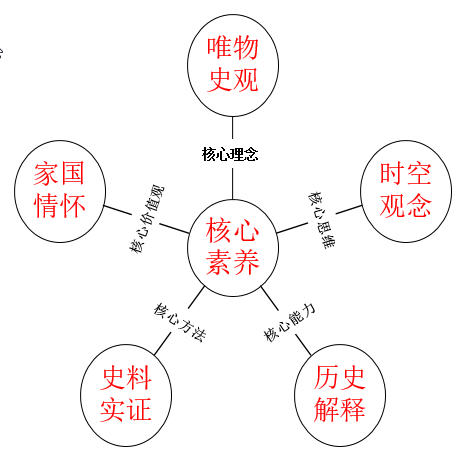 唯物
史观
核心理念
家国
情怀
核心价值观
时空
观念
核心思维
核心
素养
核心方法
核心能力
史料
实证
历史
解释